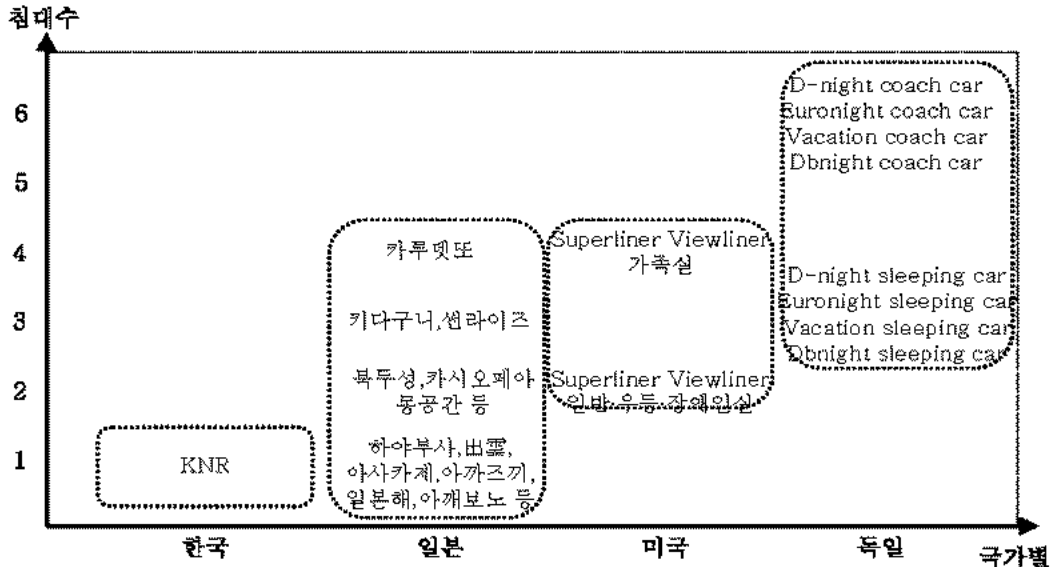 침대수
6
5
4
3
2
1
D-night coach car
Euronight coach car
Vacation coach car
Dbnight coach car
D-night sleeping car
Euronight sleeping car
Vacation sleeping car
Dbnight sleeping car
Superliner Viewliner
가족실
Superliner Viewliner
일반·우등·장애인실
카루뎃또
키다구니,썬라이즈
북두성,카시오페아
동공간 등
하야부사,出雲,
아사카제,아까즈끼,
일본해,아깨보노 등
KNR
한국
일본
미국
독일
국가별